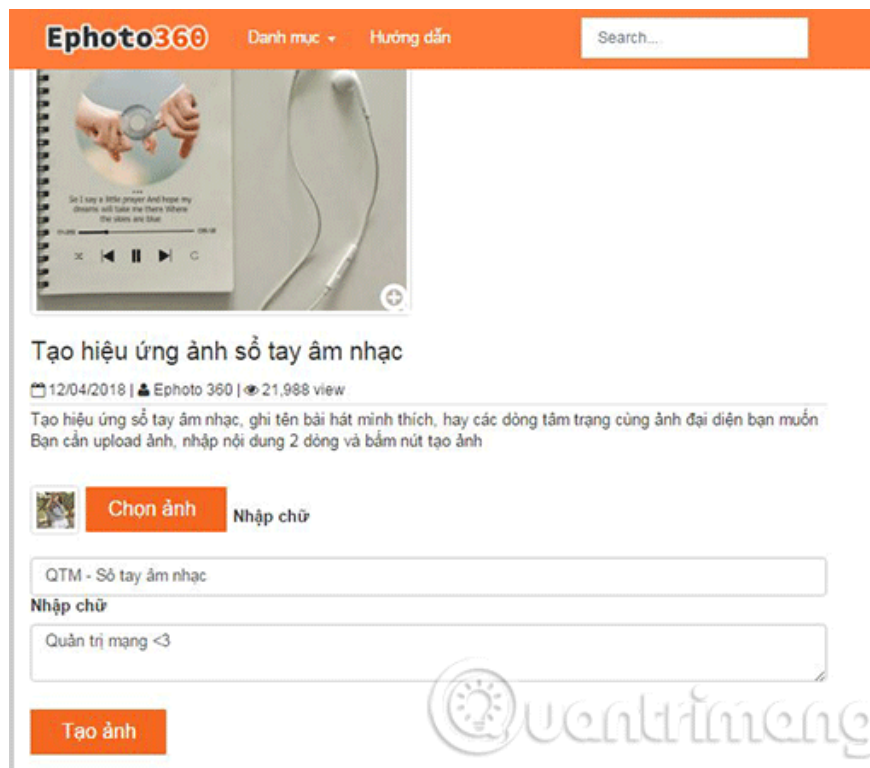 Ephoto360 Danh mục Hướng dẫn Search...
So I say a little prayer And hope my
dreams will take me there Where
the skies are blue
Tạo hiệu ứng ảnh sổ tay âm nhạc
12/04/2018 | Ephoto 360 | 21,988 view
Tạo hiệu ứng sổ tay âm nhạc, ghi tên bài hát mình thích, hay các dòng tâm trạng cùng ảnh đại diện bạn muốn
Bạn cần upload ảnh, nhập nội dung 2 dòng và bấm nút tạo ảnh
Chọn ảnh Nhập chữ
QTM - Sổ tay âm nhạc
Nhập chữ
Quản trị mạng <3
Tạo ảnh
Quantrimang